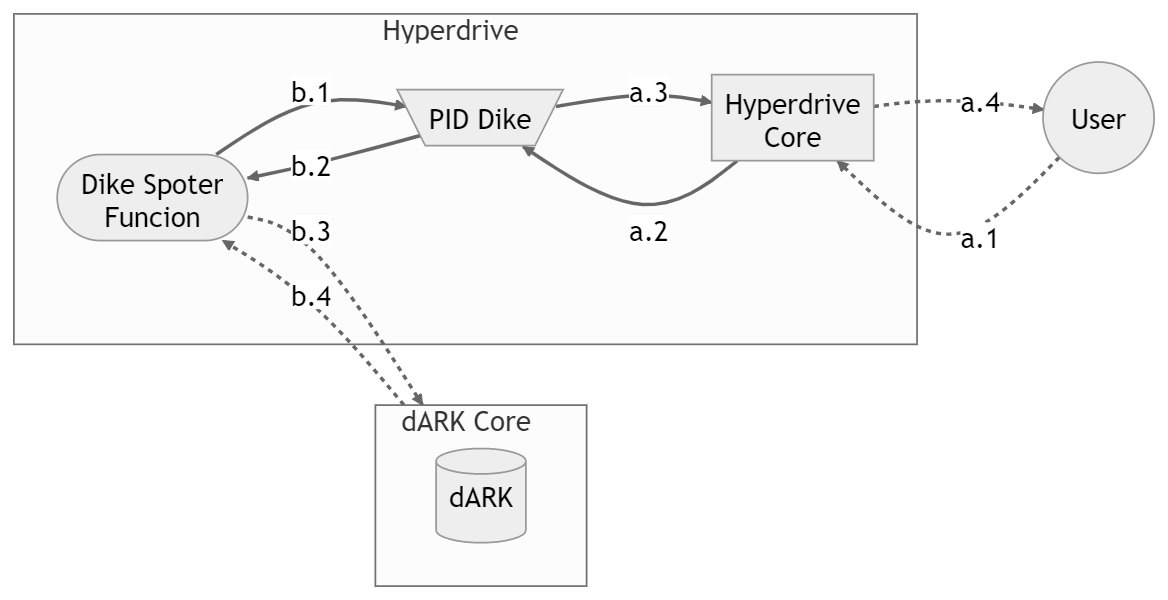 Hyperdrive
b.1
PID Dike
a.3
Hyperdrive
Core
a.4
User
b.2
Dike Spoter
Funcion
b.3
a.2
a.1
b.4
dARK Core
dARK